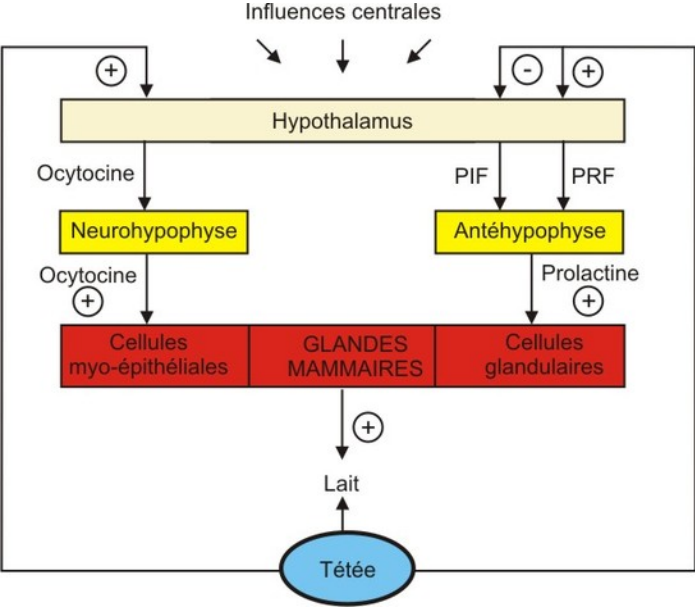 Influences centrales
+
-
+
Hypothalamus
Ocytocine
PIF
PRF
Neurohypophyse
Antéhypophyse
Ocytocine
+
Prolactine
+
Cellules
myo-épithéliales
GLANDES
MAMMAIRES
Cellules
glandulaires
+
Lait
Tétée